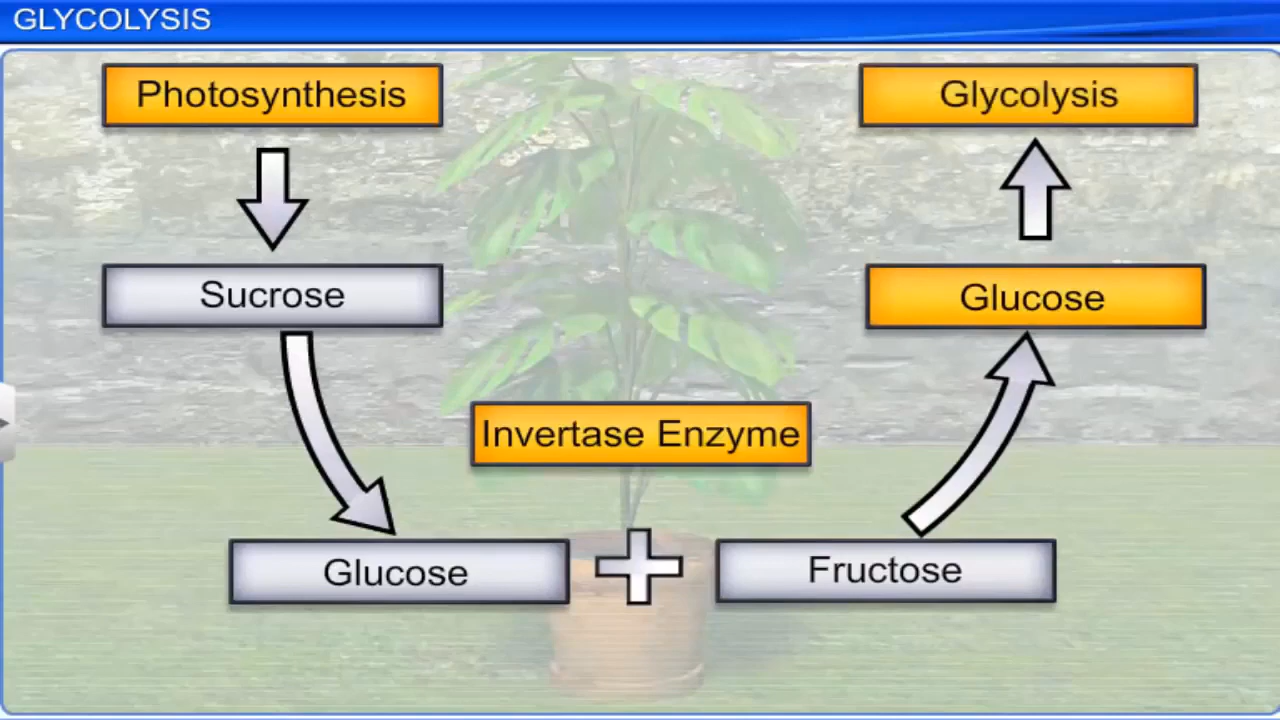 GLYCOLYSIS
Photosynthesis
Glycolysis
Sucrose
Glucose
Invertase Enzyme
Glucose
Fructose